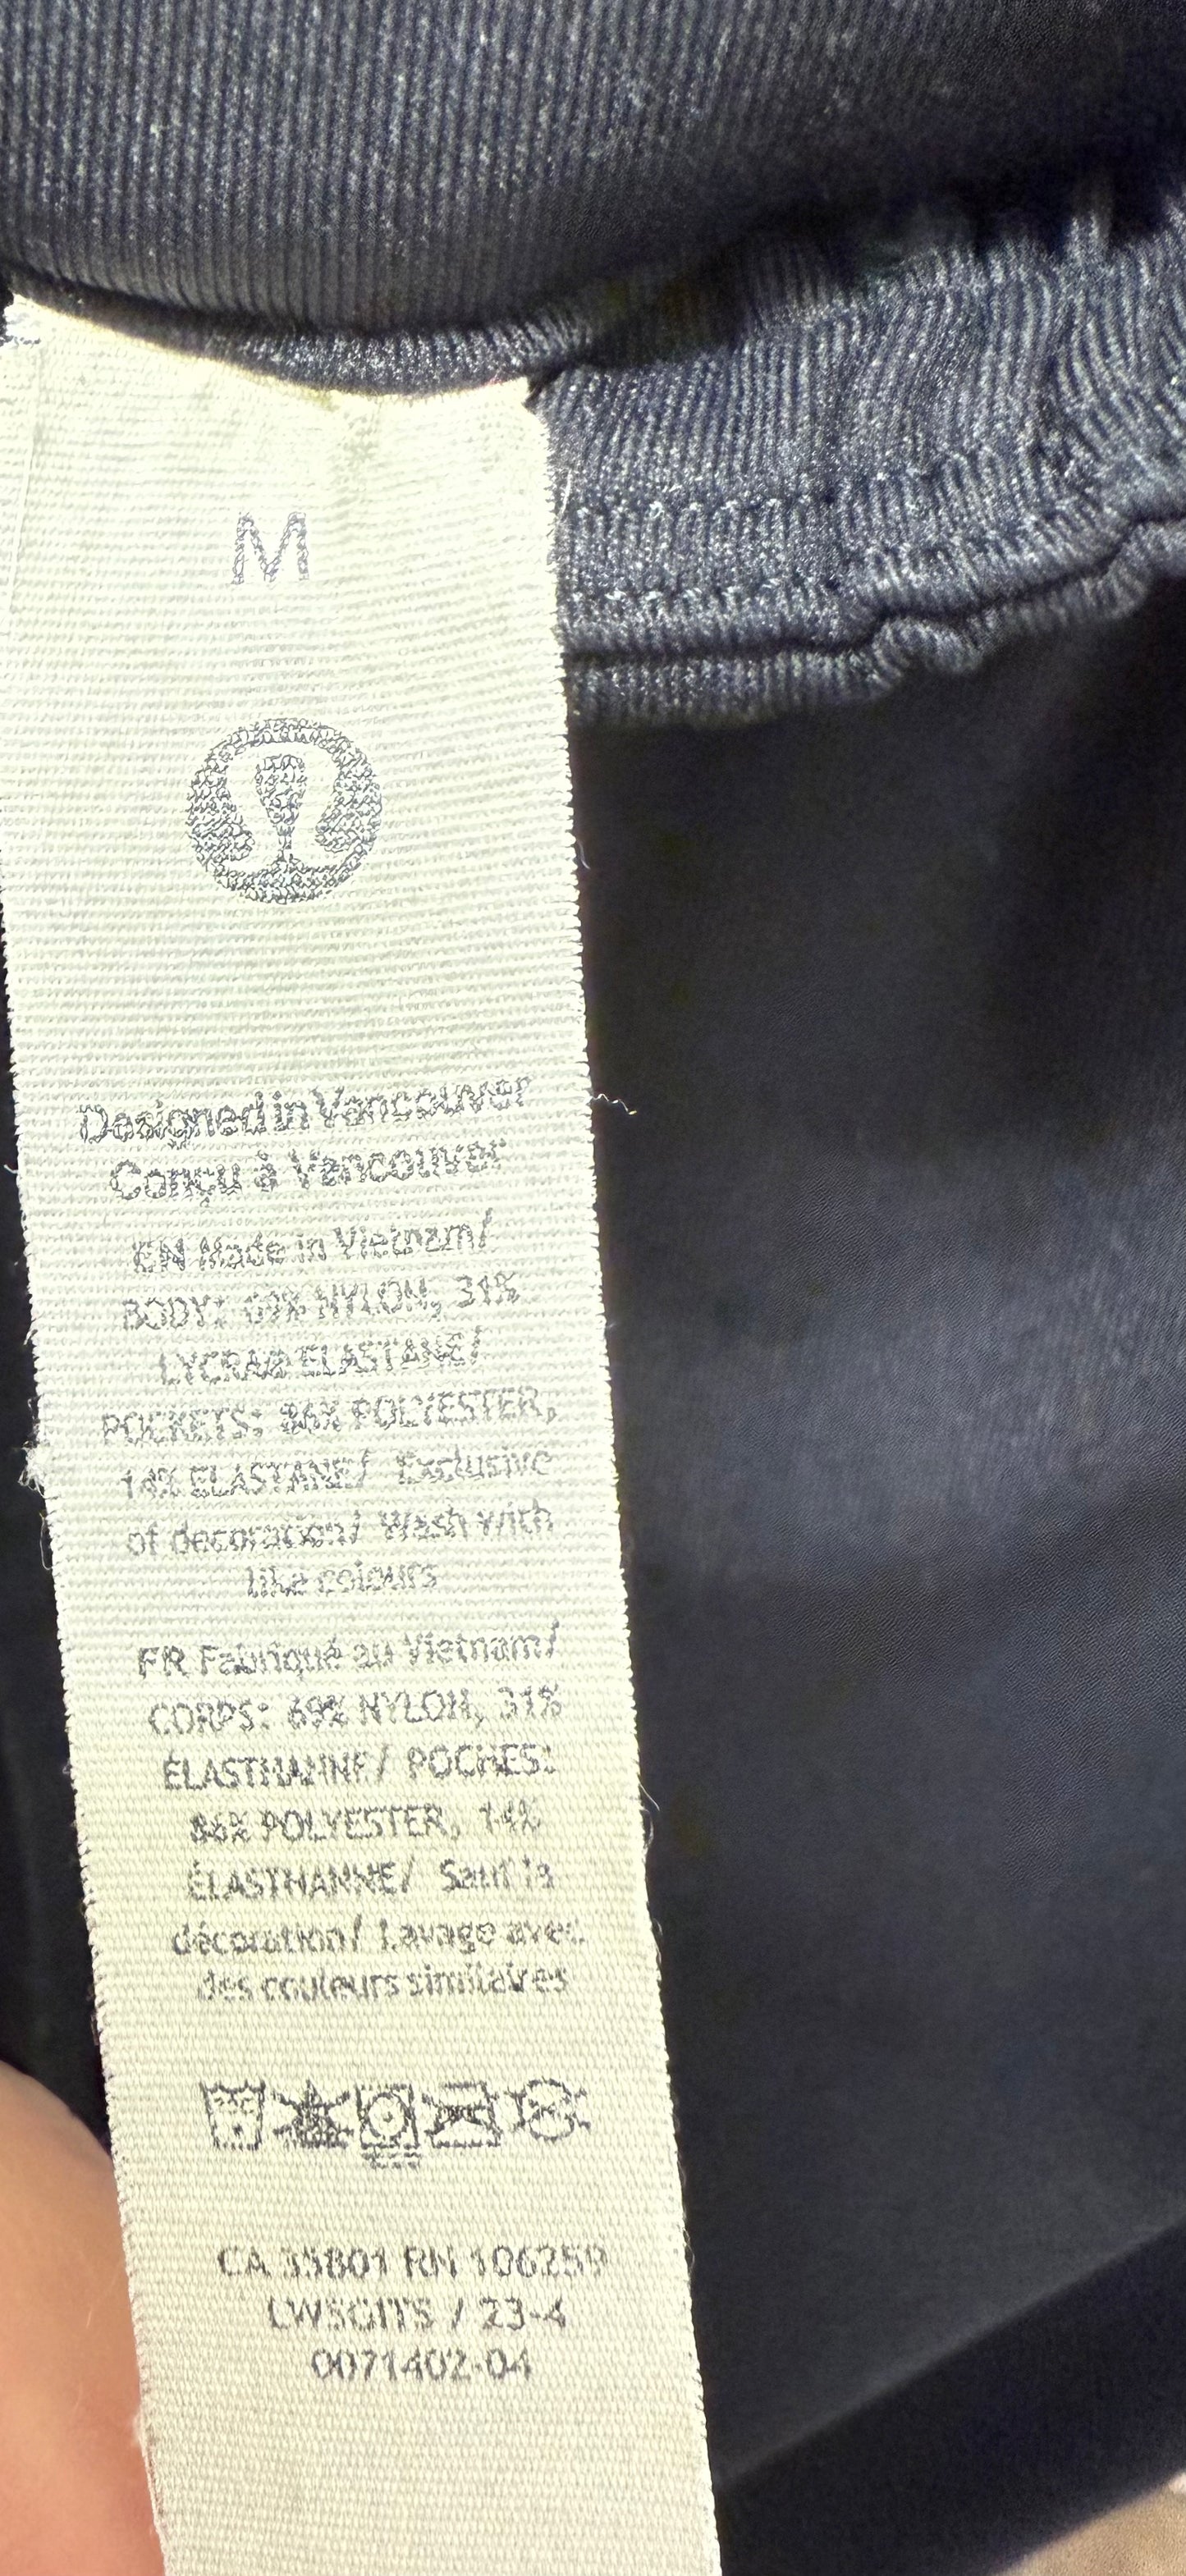 M
Designed in Vancouver
Conçu à Vancouver
EN Made in Vietnam/
BODY: 69% NYLON, 31%
LYCRA® ELASTANE/
POCKETS: 86% POLYESTER,
14% ELASTANE/ Exclusive
of decoration/ Wash with
like colours
FR Fabriqué au Vietnam/
CORPS: 69% NYLON, 31%
ÉLASTHANNE/ POCHES:
86% POLYESTER, 14%
ÉLASTHANNE/ Sauf la
décoration/ Lavage avec
des couleurs similaires
CA 35801 RN 106259
/ 23-4
0071402-04